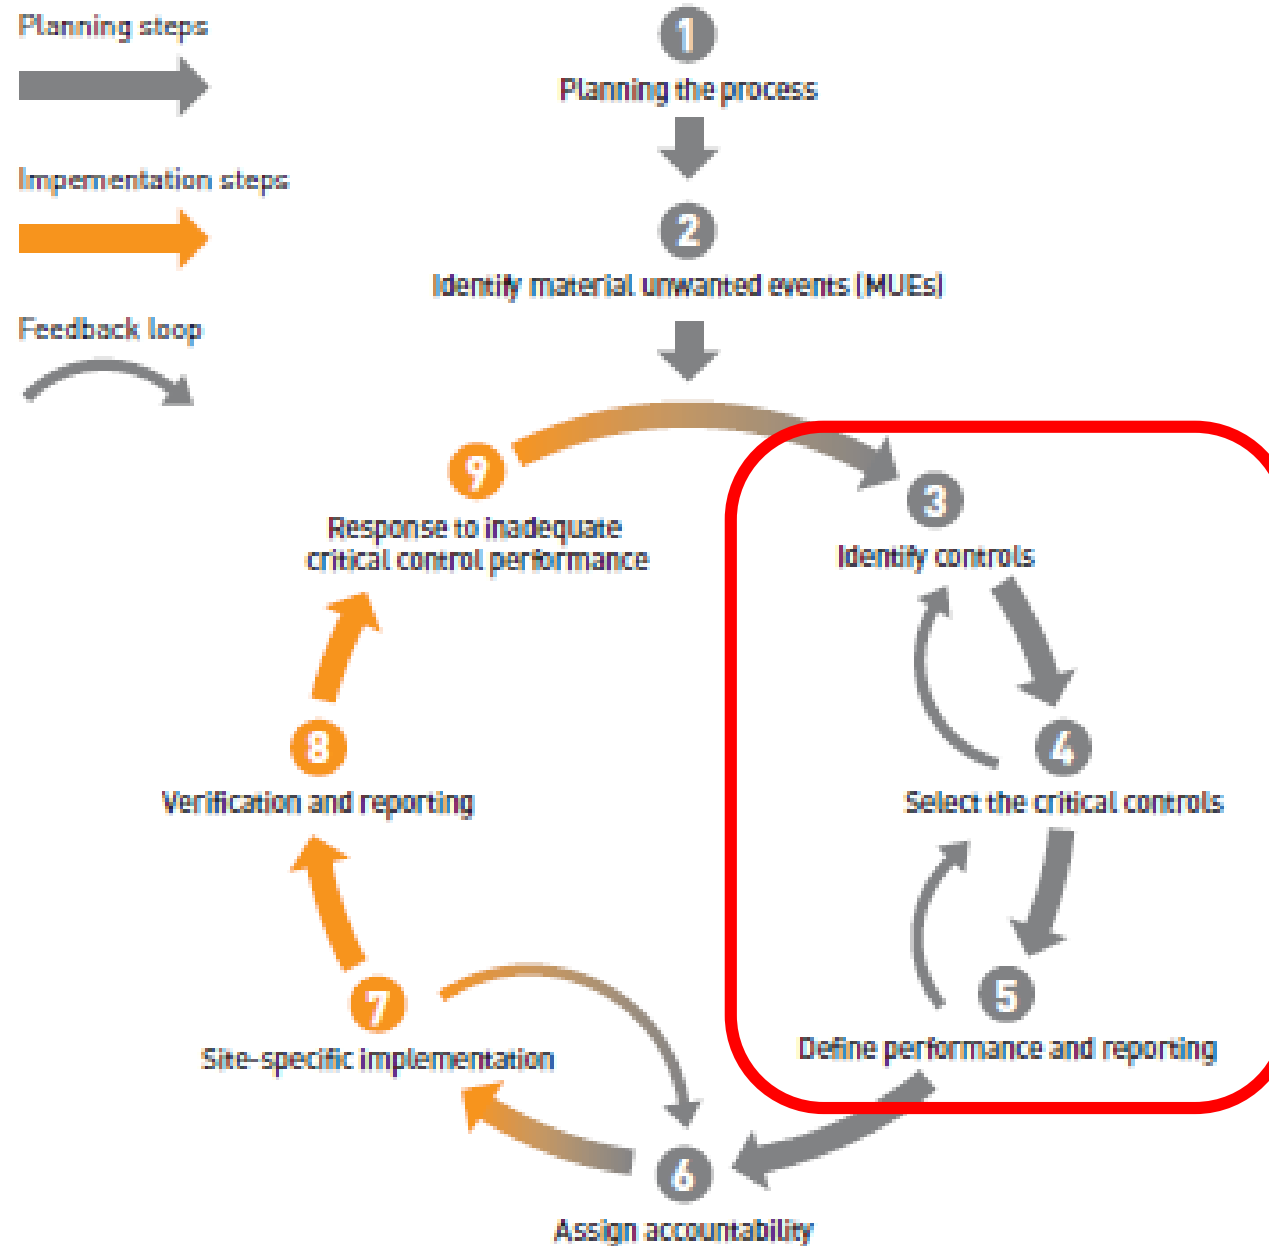 Planning steps
Impementation steps
Feedback loop
1
Planning the process
2
Identify material unwanted events (MUEs)
3
Identify controls
4
Select the critical controls
5
Define performance and reporting
6
Assign accountability
7
Site-specific implementation
8
Verification and reporting
9
Response to inadequate
critical control performance